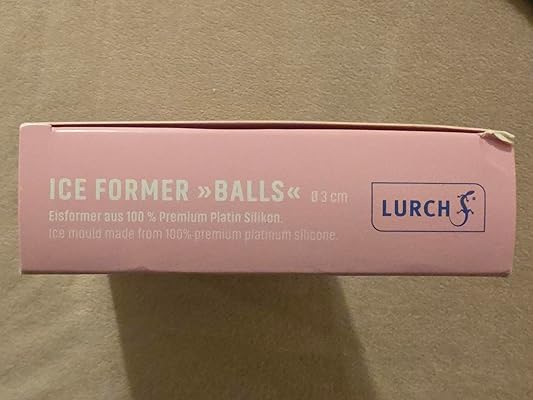 ICE FORMER »BALLS« Ø 3 cm
Eisformer aus 100 % Premium Platin Silikon.
Ice mould made from 100% premium platinum silicone.
LURCH